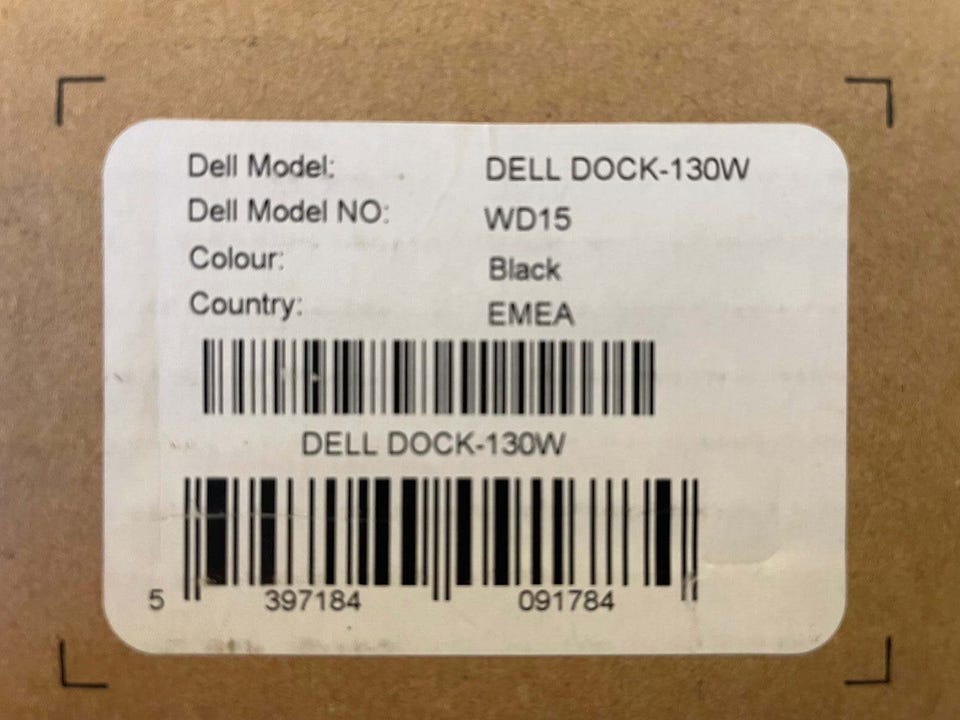 Dell Model: DELL DOCK-130W
Dell Model NO: WD15
Colour: Black
Country: EMEA
DELL DOCK-130W
5 397184 091784